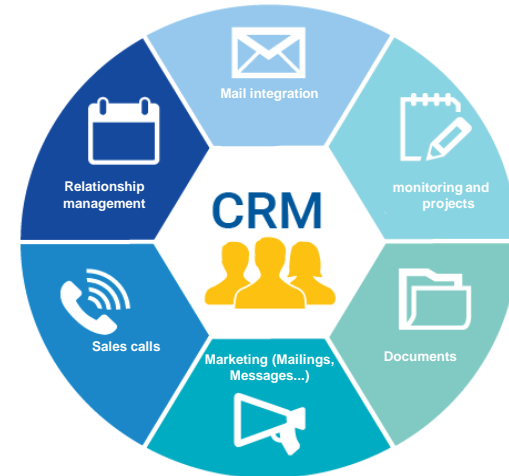 Mail integration
monitoring and
projects
Documents
Marketing (Mailings,
Messages...)
Sales calls
Relationship
management
CRM